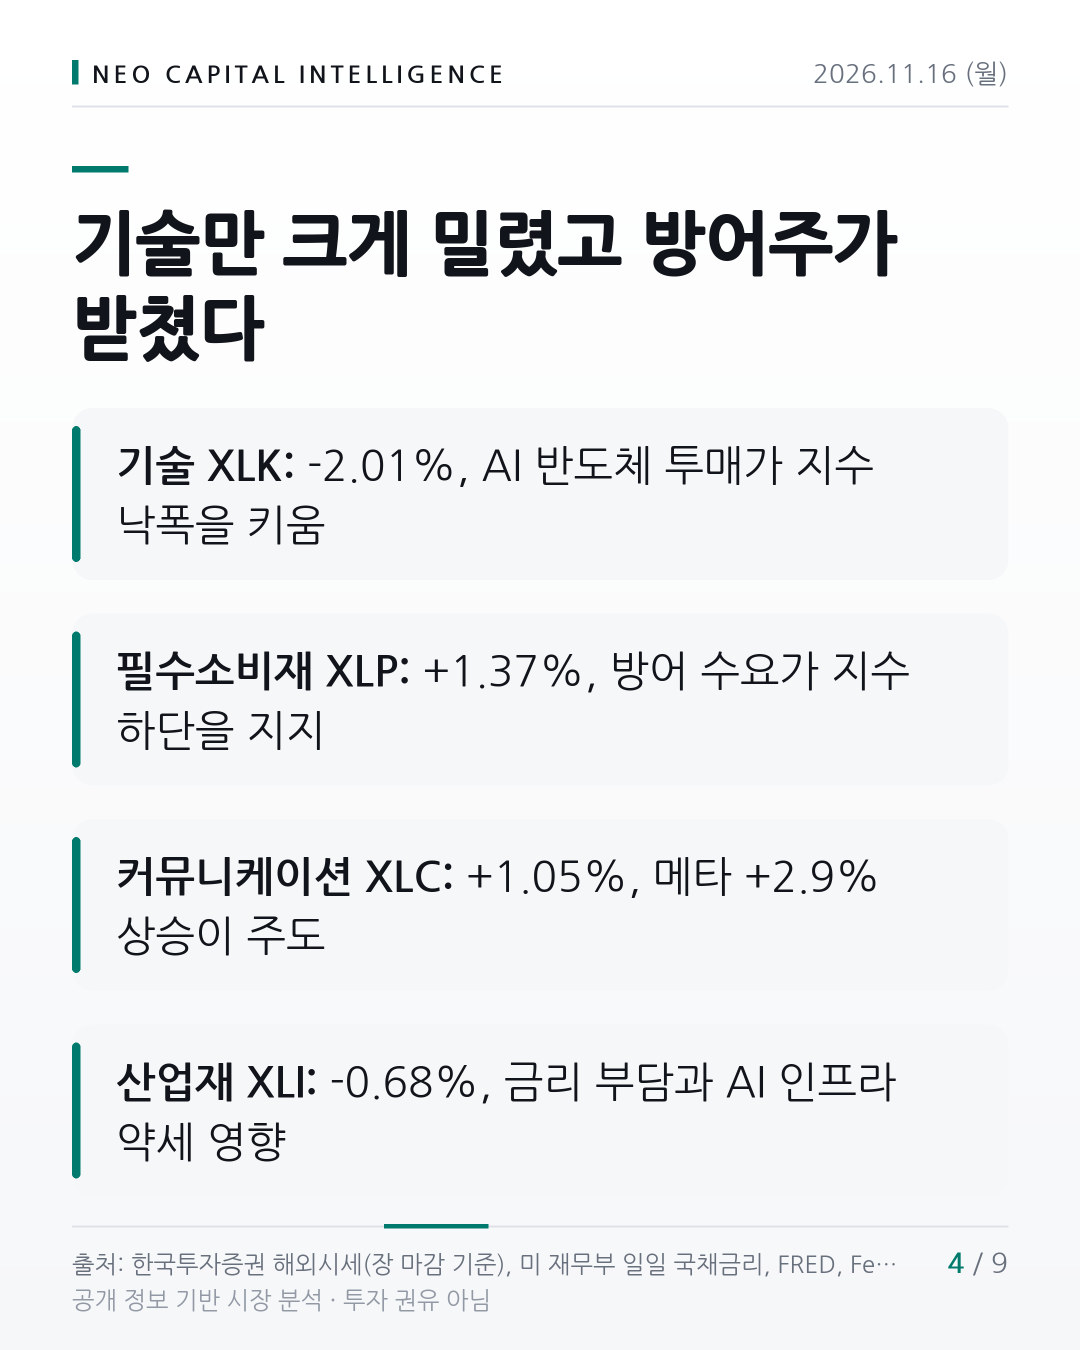 NEO CAPITAL INTELLIGENCE
2026.11.16 (월)
기술만 크게 밀렸고 방어주가
받쳤다
기술 XLK: -2.01%, AI 반도체 투매가 지수
낙폭을 키움
필수소비재 XLP: +1.37%, 방어 수요가 지수
하단을 지지
커뮤니케이션 XLC: +1.05%, 메타 +2.9%
상승이 주도
산업재 XLI: -0.68%, 금리 부담과 AI 인프라
약세 영향
출처: 한국투자증권 해외시세(장 마감 기준), 미 재무부 일일 국채금리, FRED, Fe…
4 / 9
공개 정보 기반 시장 분석 · 투자 권유 아님